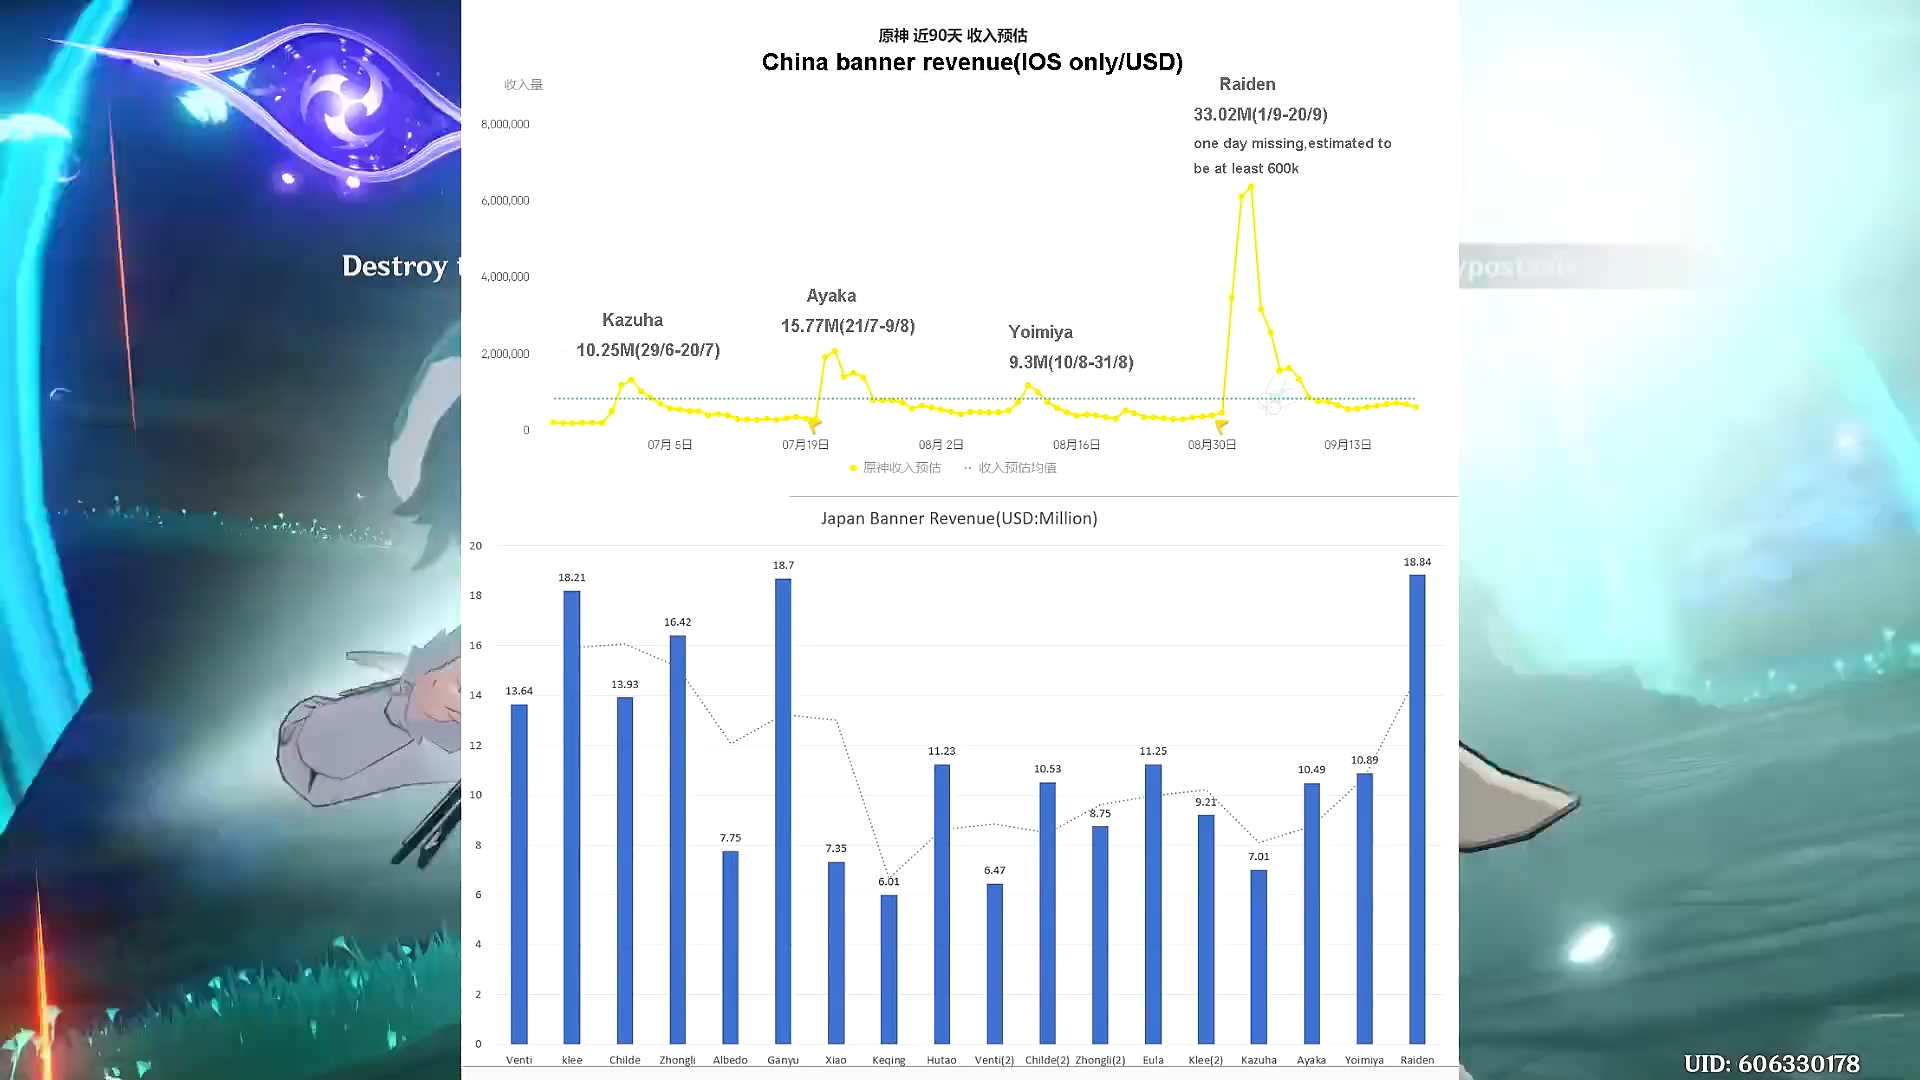 原神 近90天 收入预估
China banner revenue(IOS only/USD)
收入量
Raiden
33.02M(1/9-20/9)
one day missing,estimated to
be at least 600k
8,000,000
6,000,000
4,000,000
2,000,000
0
Kazuha
10.25M(29/6-20/7)
Ayaka
15.77M(21/7-9/8)
Yoimiya
9.3M(10/8-31/8)
07月 5日 07月19日 08月 2日 08月16日 08月30日 09月13日
原神收入预估 收入预估均值
Destroy
Japan Banner Revenue(USD:Million)
20
18
16
14
12
10
8
6
4
2
0
13.64 18.21 13.93 16.42 7.75 18.7 7.35 6.01 11.23 6.47 10.53 8.75 11.25 9.21 7.01 10.49 10.89 18.84
Venti klee Childe Zhongli Albedo Ganyu Xiao Keqing Hutao Venti(2) Childe(2) Zhongli(2) Eula Klee(2) Kazuha Ayaka Yoimiya Raiden
UID: 606330178